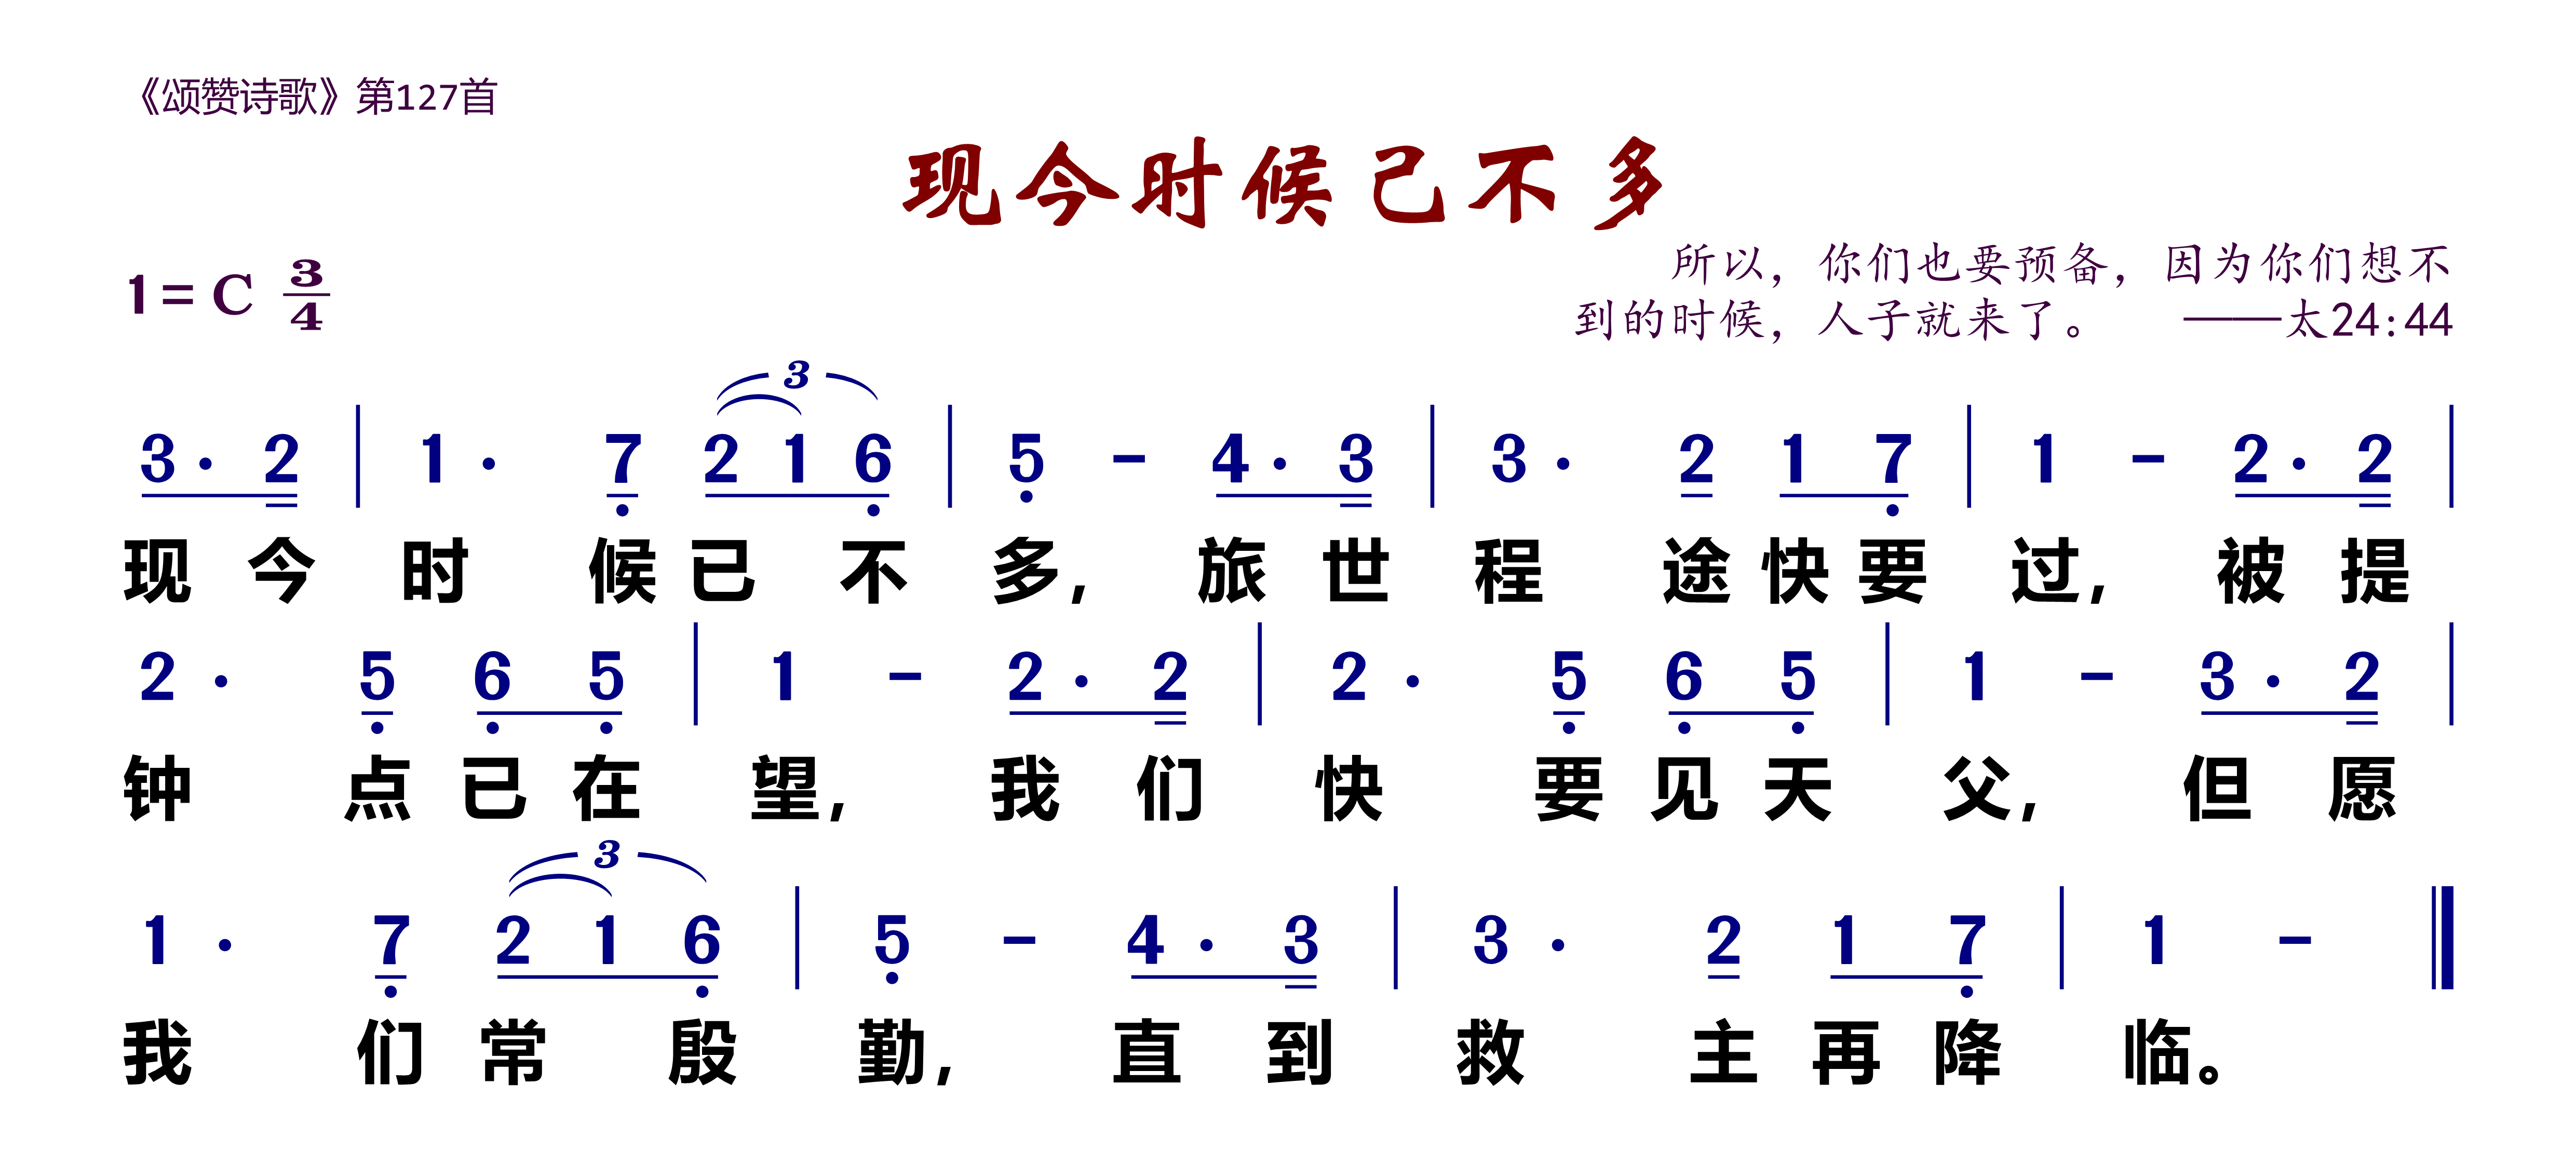 《颂赞诗歌》第127首
现今时候已不多
1= C 3/4
所以，你们也要预备，因为你们想不
到的时候，人子就来了。 ——太24:44
3
3· 2 | 1· 7 2 1 6 | 5 - 4· 3 | 3· 2 1 7 | 1 - 2· 2 |
现今时候已不多，旅世程途快要过，被提
2· 5 6 5 | 1 - 2· 2 | 2· 5 6 5 | 1 - 3· 2 |
钟点已在望，我们快要见天父，但愿
3
1· 7 2 1 6 | 5 - 4· 3 | 3· 2 1 7 | 1 - ‖
我们常殷勤，直到救主再降临。